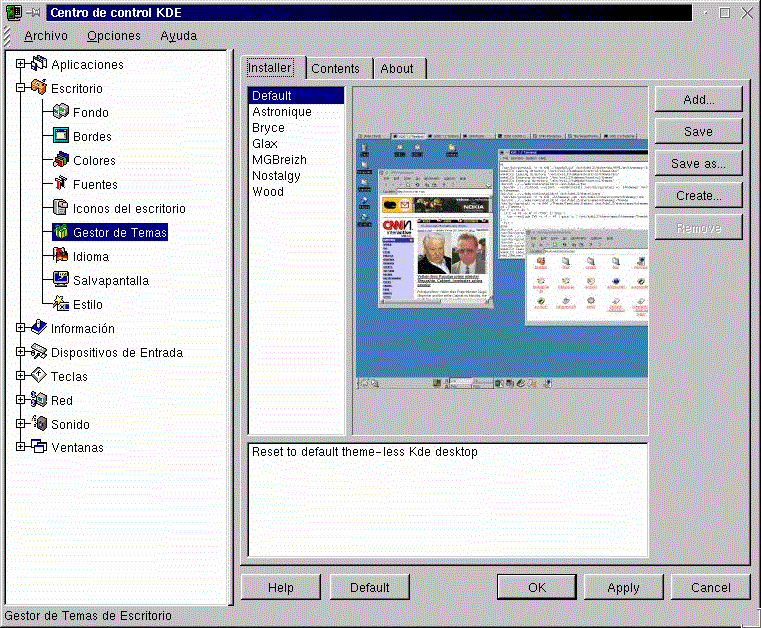 Centro de control KDE
Archivo Opciones Ayuda
Aplicaciones
Escritorio
Fondo
Bordes
Colores
Fuentes
Iconos del escritorio
Gestor de Temas
Idioma
Salvapantalla
Estilo
Información
Dispositivos de Entrada
Teclas
Red
Sonido
Ventanas
Installer Contents About
Default
Astronique
Bryce
Glax
MGBreizh
Nostalgy
Wood
NOKIA
CNN
interactive
Add...
Save
Save as...
Create...
Remove
Reset to default theme-less Kde desktop
Help Default OK Apply Cancel
Gestor de Temas de Escritorio